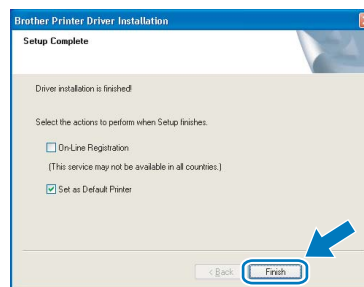 Brother Printer Driver Installation
Setup Complete
Driver installation is finished!
Select the actions to perform when Setup finishes.
On-Line Registration
(This service may not be available in all countries.)
Set as Default Printer
< Back
Finish